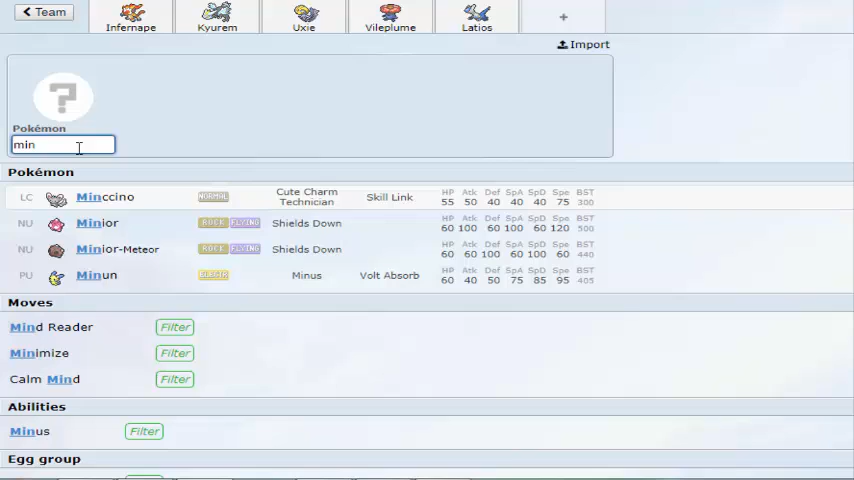 Team
Infernape Kyurem Uxie Vileplume Latios +
Import
?
Pokémon
min
Pokémon
LC Minccino NORMAL Cute Charm Technician Skill Link HP 55 Atk 50 Def 40 SpA 40 SpD 40 Spe 75 BST 300
NU Minior ROCK FLYING Shields Down HP 60 Atk 100 Def 60 SpA 100 SpD 60 Spe 120 BST 500
NU Minior-Meteor ROCK FLYING Shields Down HP 60 Atk 60 Def 100 SpA 60 SpD 100 Spe 60 BST 440
PU Minun ELECTR Minus Volt Absorb HP 60 Atk 40 Def 50 SpA 75 SpD 85 Spe 95 BST 405
Moves
Mind Reader Filter
Minimize Filter
Calm Mind Filter
Abilities
Minus Filter
Egg group